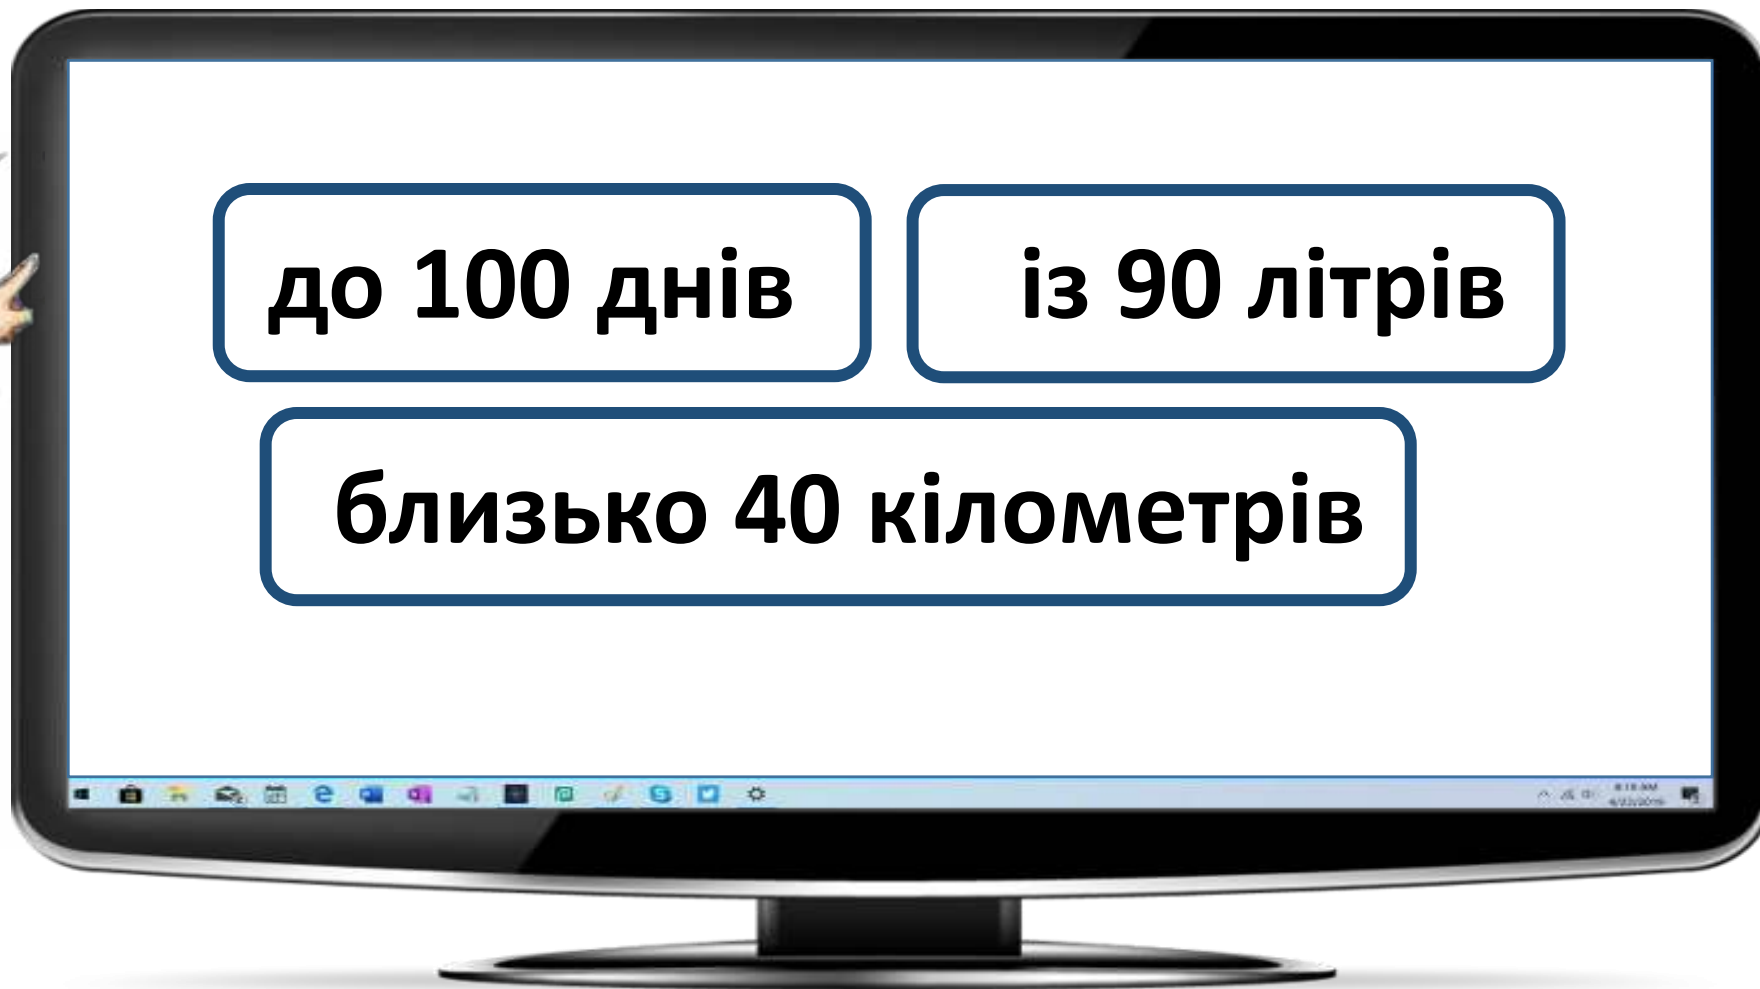 до 100 днів
із 90 літрів
близько 40 кілометрів